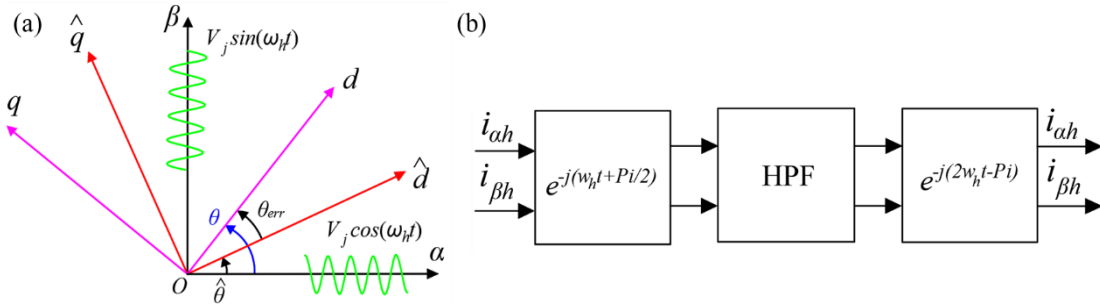 (a)
β
V_j sin(ω_h t)
q̂
d
q
d̂
θ_err
θ
V_j cos(ω_h t)
α
O
θ̂
(b)
i_αh
i_βh
e^-j(w_h t+Pi/2)
HPF
e^-j(2w_h t-Pi)
i_αh
i_βh